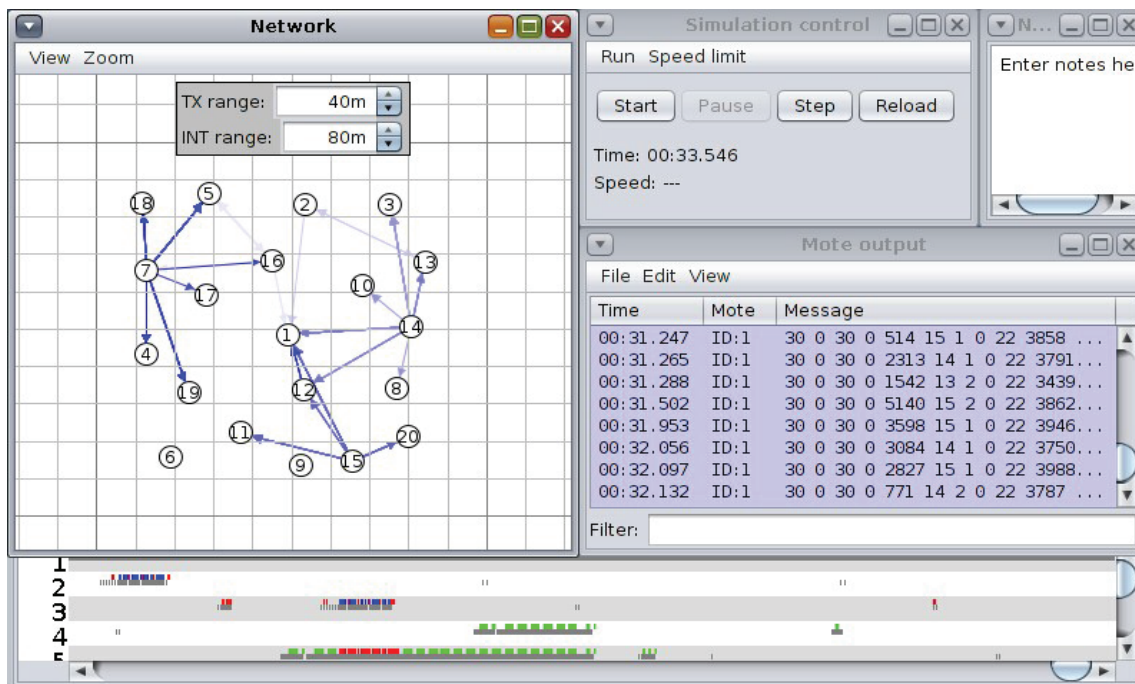 Network
View Zoom
TX range: 40m
INT range: 80m
18
5
2
3
7
16
13
17
10
14
1
4
19
12
8
11
20
6
9
15
Simulation control
Run Speed limit
Start Pause Step Reload
Time: 00:33.546
Speed: ---
N...
Enter notes he
Mote output
File Edit View
Time Mote Message
00:31.247 ID:1 30 0 30 0 514 15 1 0 22 3858 ...
00:31.265 ID:1 30 0 30 0 2313 14 1 0 22 3791...
00:31.288 ID:1 30 0 30 0 1542 13 2 0 22 3439...
00:31.502 ID:1 30 0 30 0 5140 15 2 0 22 3862...
00:31.953 ID:1 30 0 30 0 3598 15 1 0 22 3946...
00:32.056 ID:1 30 0 30 0 3084 14 1 0 22 3750...
00:32.097 ID:1 30 0 30 0 2827 15 1 0 22 3988...
00:32.132 ID:1 30 0 30 0 771 14 2 0 22 3787 ...
Filter:
1
2
3
4
5